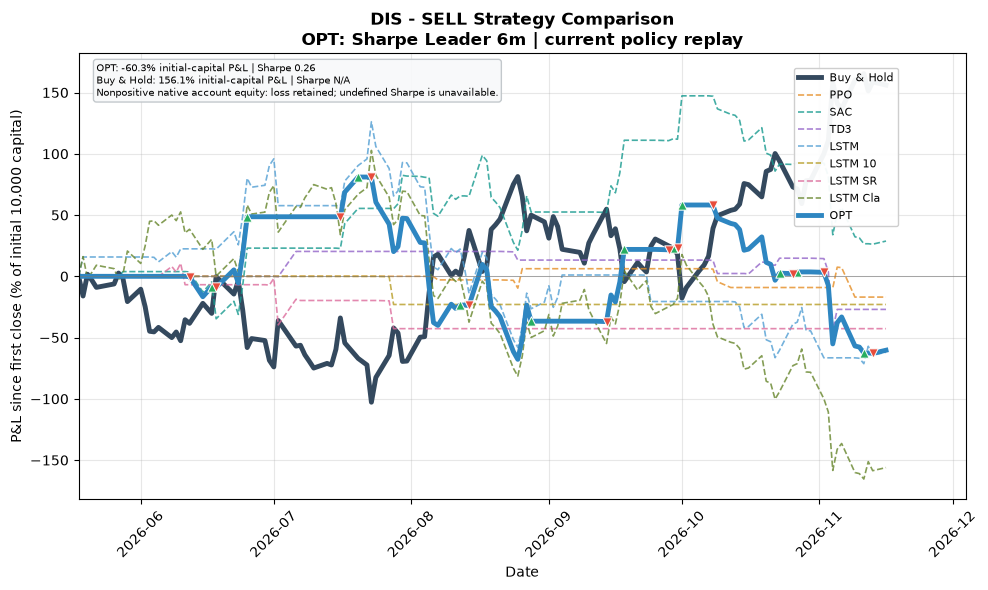 DIS - SELL Strategy Comparison
OPT: Sharpe Leader 6m | current policy replay
OPT: -60.3% initial-capital P&L | Sharpe 0.26
Buy & Hold: 156.1% initial-capital P&L | Sharpe N/A
Nonpositive native account equity: loss retained; undefined Sharpe is unavailable.
Buy & Hold
PPO
SAC
TD3
LSTM
LSTM 10
LSTM SR
LSTM Cla
OPT
P&L since first close (% of initial 10,000 capital)
150
100
50
0
−50
−100
−150
2026-06
2026-07
2026-08
2026-09
2026-10
2026-11
2026-12
Date